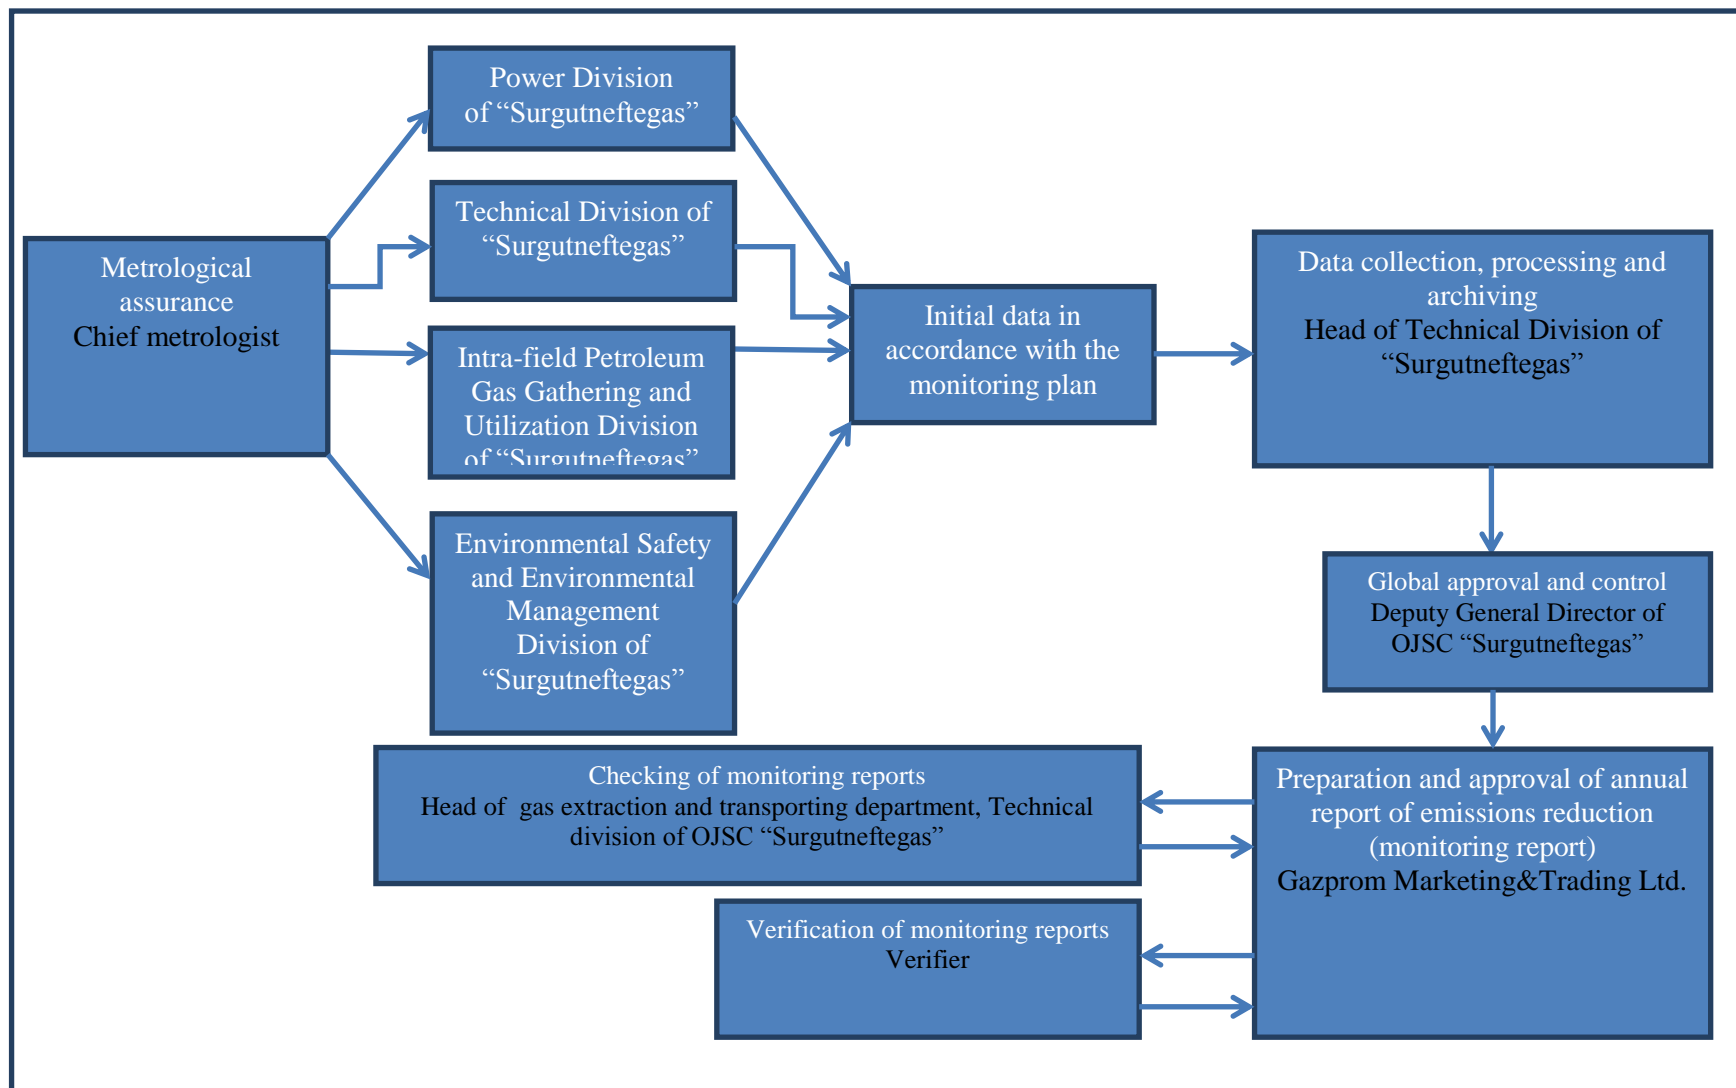 Power Division
of “Surgutneftegas”
Technical Division of
“Surgutneftegas”
Metrological
assurance
Chief metrologist
Intra-field Petroleum
Gas Gathering and
Utilization Division
of “Surgutneftegas”
Environmental Safety
and Environmental
Management
Division of
“Surgutneftegas”
Initial data in
accordance with the
monitoring plan
Data collection, processing and
archiving
Head of Technical Division of
“Surgutneftegas”
Global approval and control
Deputy General Director of
OJSC “Surgutneftegas”
Checking of monitoring reports
Head of gas extraction and transporting department, Technical
division of OJSC “Surgutneftegas”
Preparation and approval of annual
report of emissions reduction
(monitoring report)
Gazprom Marketing&Trading Ltd.
Verification of monitoring reports
Verifier